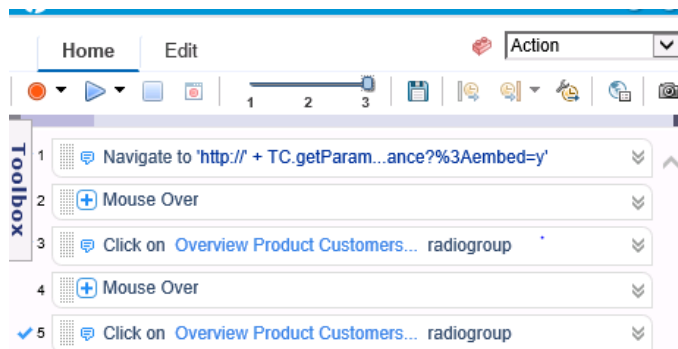 Home Edit Action
1 2 3
Toolbox
1 Navigate to 'http://' + TC.getParam...ance?%3Aembed=y'
2 Mouse Over
3 Click on Overview Product Customers... radiogroup
4 Mouse Over
5 Click on Overview Product Customers... radiogroup